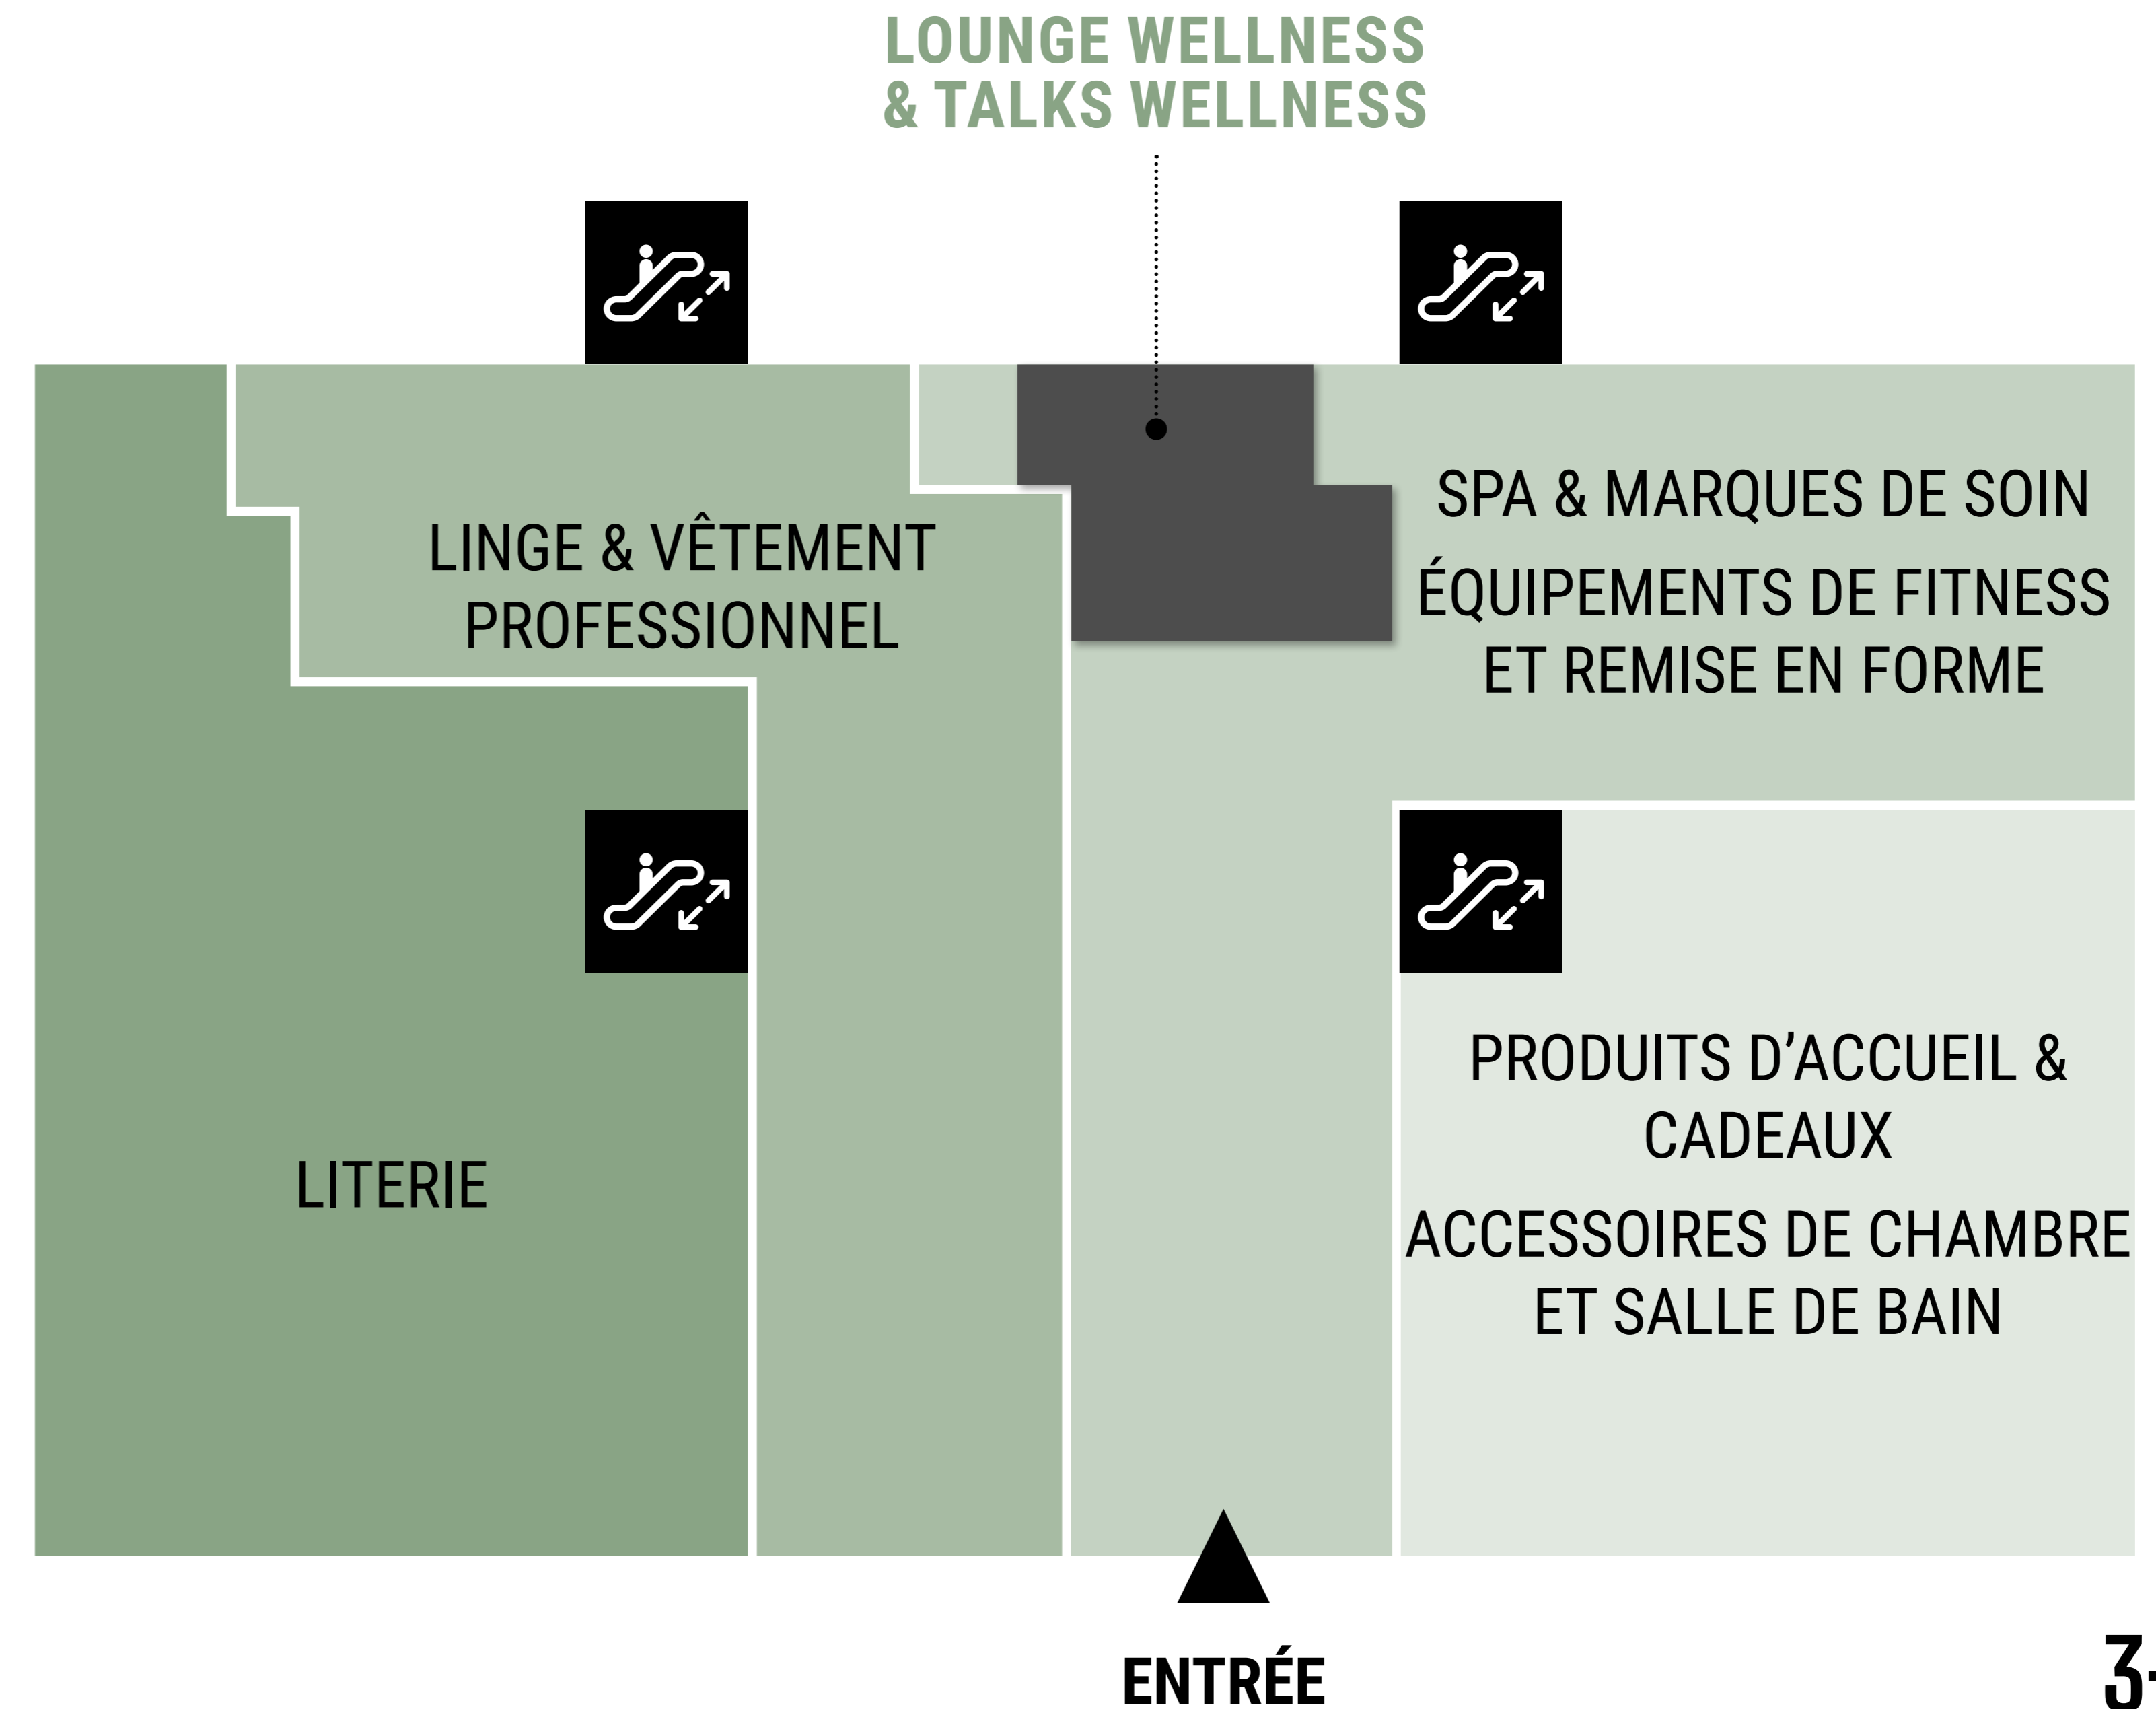 LOUNGE WELLNESS
& TALKS WELLNESS
LINGE & VÊTEMENT
PROFESSIONNEL
SPA & MARQUES DE SOIN
ÉQUIPEMENTS DE FITNESS
ET REMISE EN FORME
LITERIE
PRODUITS D’ACCUEIL &
CADEAUX
ACCESSOIRES DE CHAMBRE
ET SALLE DE BAIN
ENTRÉE
3-